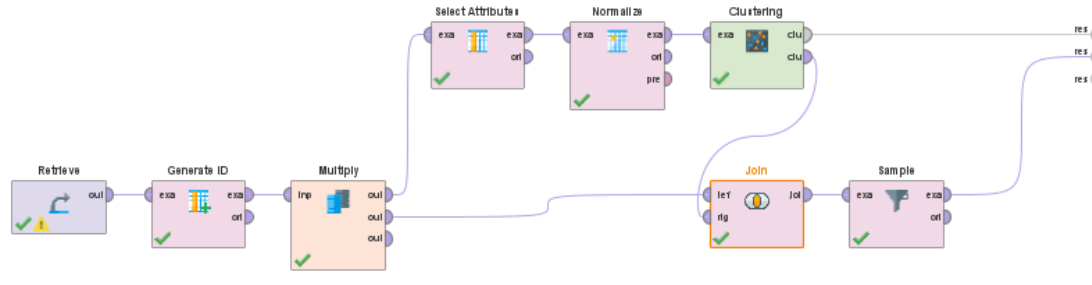 Select Attributes Normalize Clustering
exa exa exa exa exa clu res
ori ori clu res
pre res
Retrieve Generate ID Multiply Join Sample
out exa exa inp out lef joi exa exa
ori out rig ori
out